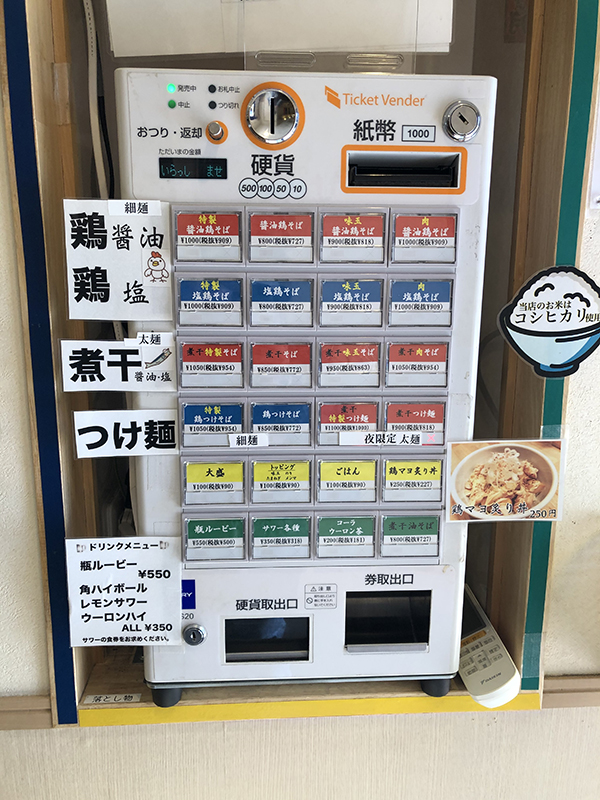 発売中
お札中止
中止
つり切れ
Ticket Vender
おつり・返却
紙幣
1000
ただいまの金額
いらっし ませ
硬貨
500 100 50 10
細麺
鶏 醤油
鶏 塩
太麺
煮干
醤油・塩
つけ麺
特製
醤油鶏そば
¥1000(税抜¥909)
醤油鶏そば
¥800(税抜¥727)
味玉
醤油鶏そば
¥900(税抜¥818)
肉
醤油鶏そば
¥1000(税抜¥909)
特製
塩鶏そば
¥1000(税抜¥909)
塩鶏そば
¥800(税抜¥727)
味玉
塩鶏そば
¥900(税抜¥818)
肉
塩鶏そば
¥1000(税抜¥909)
煮干特製そば
¥1050(税抜¥954)
煮干そば
¥850(税抜¥772)
煮干味玉そば
¥950(税抜¥863)
煮干肉そば
¥1050(税抜¥954)
特製
鶏つけそば
¥1050(税抜¥954)
鶏つけそば
¥850(税抜¥772)
煮干
特製つけ麺
煮干つけ麺
¥900(税抜¥818)
細麺
夜限定 太麺
大盛
¥100(税抜¥90)
トッピング
味玉 のり
たまねぎ メンマ
¥100(税抜¥90)
ごはん
¥100(税抜¥90)
鶏マヨ炙り丼
¥250(税抜¥227)
瓶ルービー
¥550(税抜¥500)
サワー各種
¥350(税抜¥318)
コーラ
ウーロン茶
¥200(税抜¥181)
煮干油そば
¥800(税抜¥727)
当店のお米は
コシヒカリ
使用
鶏マヨ炙り丼
250円
ドリンクメニュー
瓶ルービー
¥550
角ハイボール
レモンサワー
ウーロンハイ
ALL ¥350
サワーの食券をお求めください。
硬貨取出口
注意
券取出口
落とし物